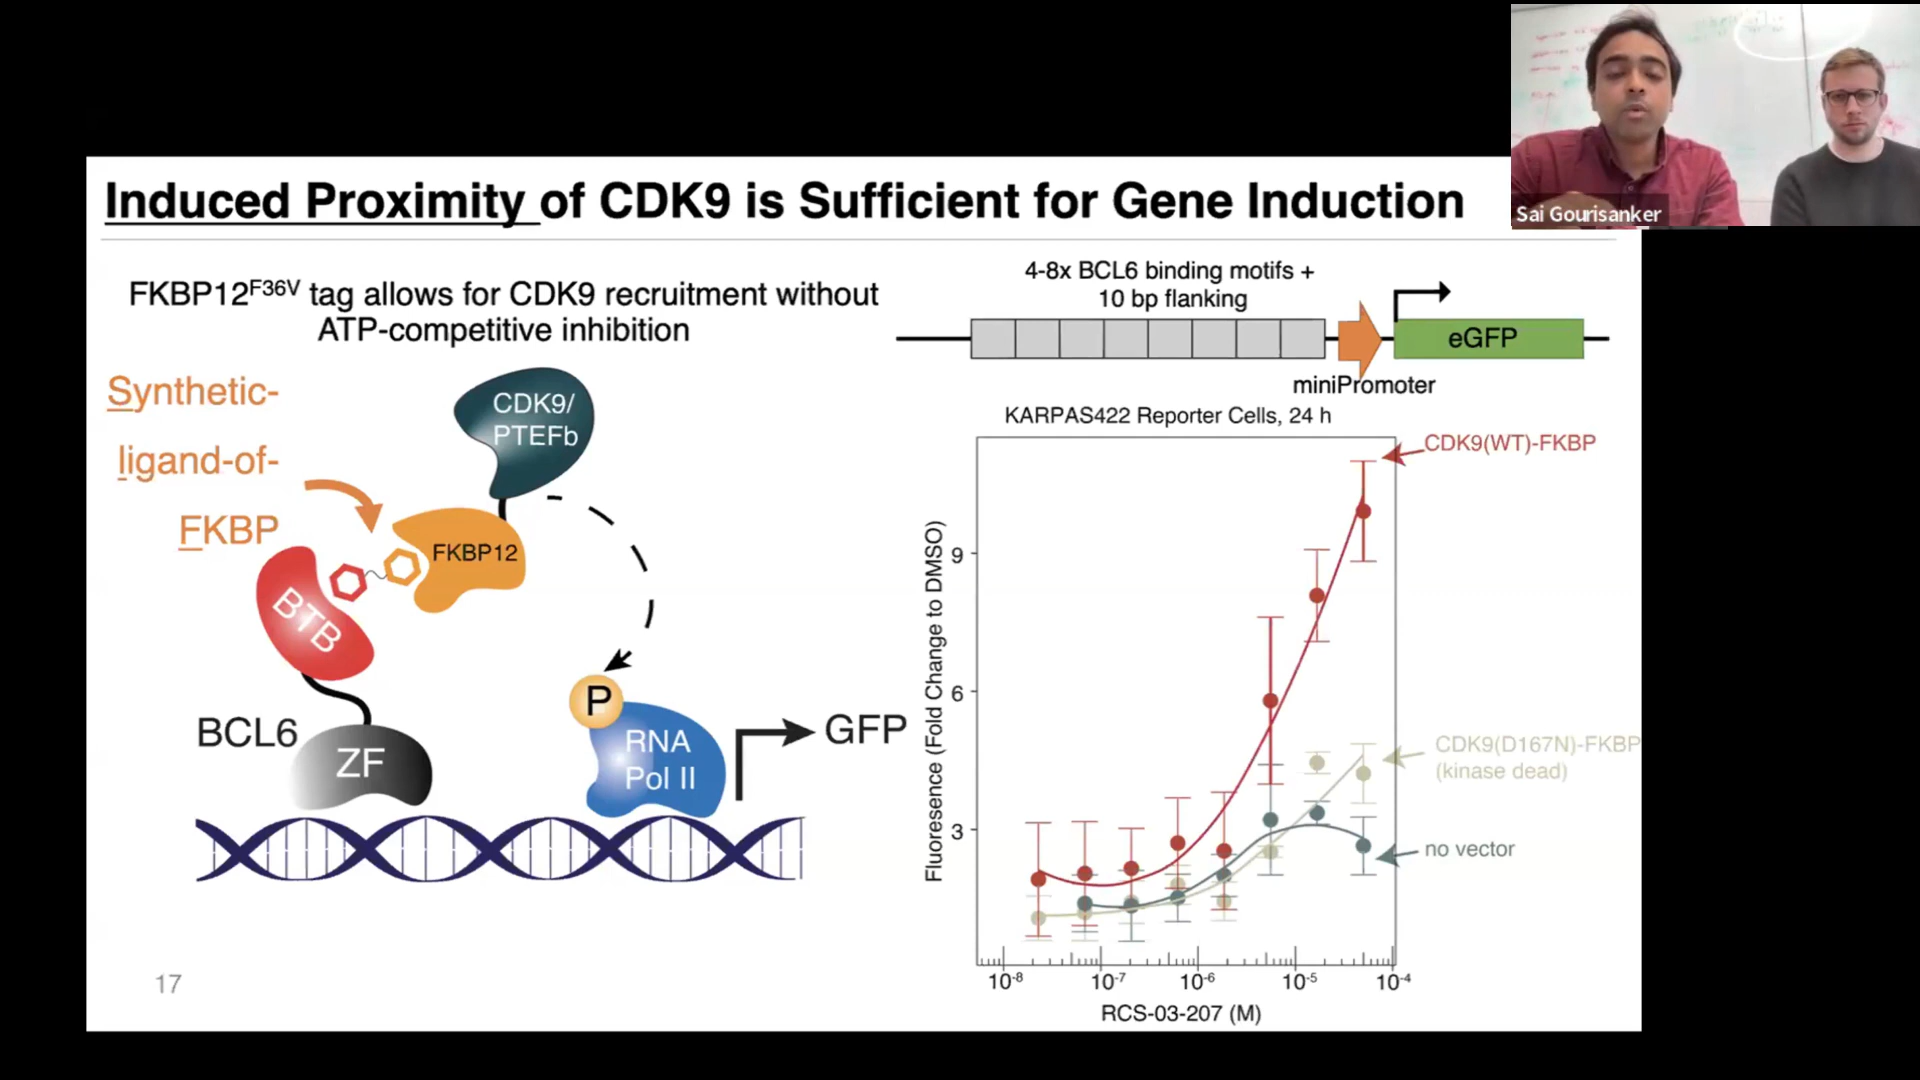 Sai Gourisanker
Induced Proximity of CDK9 is Sufficient for Gene Induction
FKBP12F36V tag allows for CDK9 recruitment without
ATP-competitive inhibition
Synthetic-
ligand-of-
FKBP
CDK9/
PTEFb
FKBP12
BTB
BCL6
ZF
P
RNA
Pol II
GFP
17
4-8x BCL6 binding motifs +
10 bp flanking
eGFP
miniPromoter
KARPAS422 Reporter Cells, 24 h
CDK9(WT)-FKBP
CDK9(D167N)-FKBP
(kinase dead)
no vector
Fluoresence (Fold Change to DMSO)
9
6
3
10-8
10-7
10-6
10-5
10-4
RCS-03-207 (M)